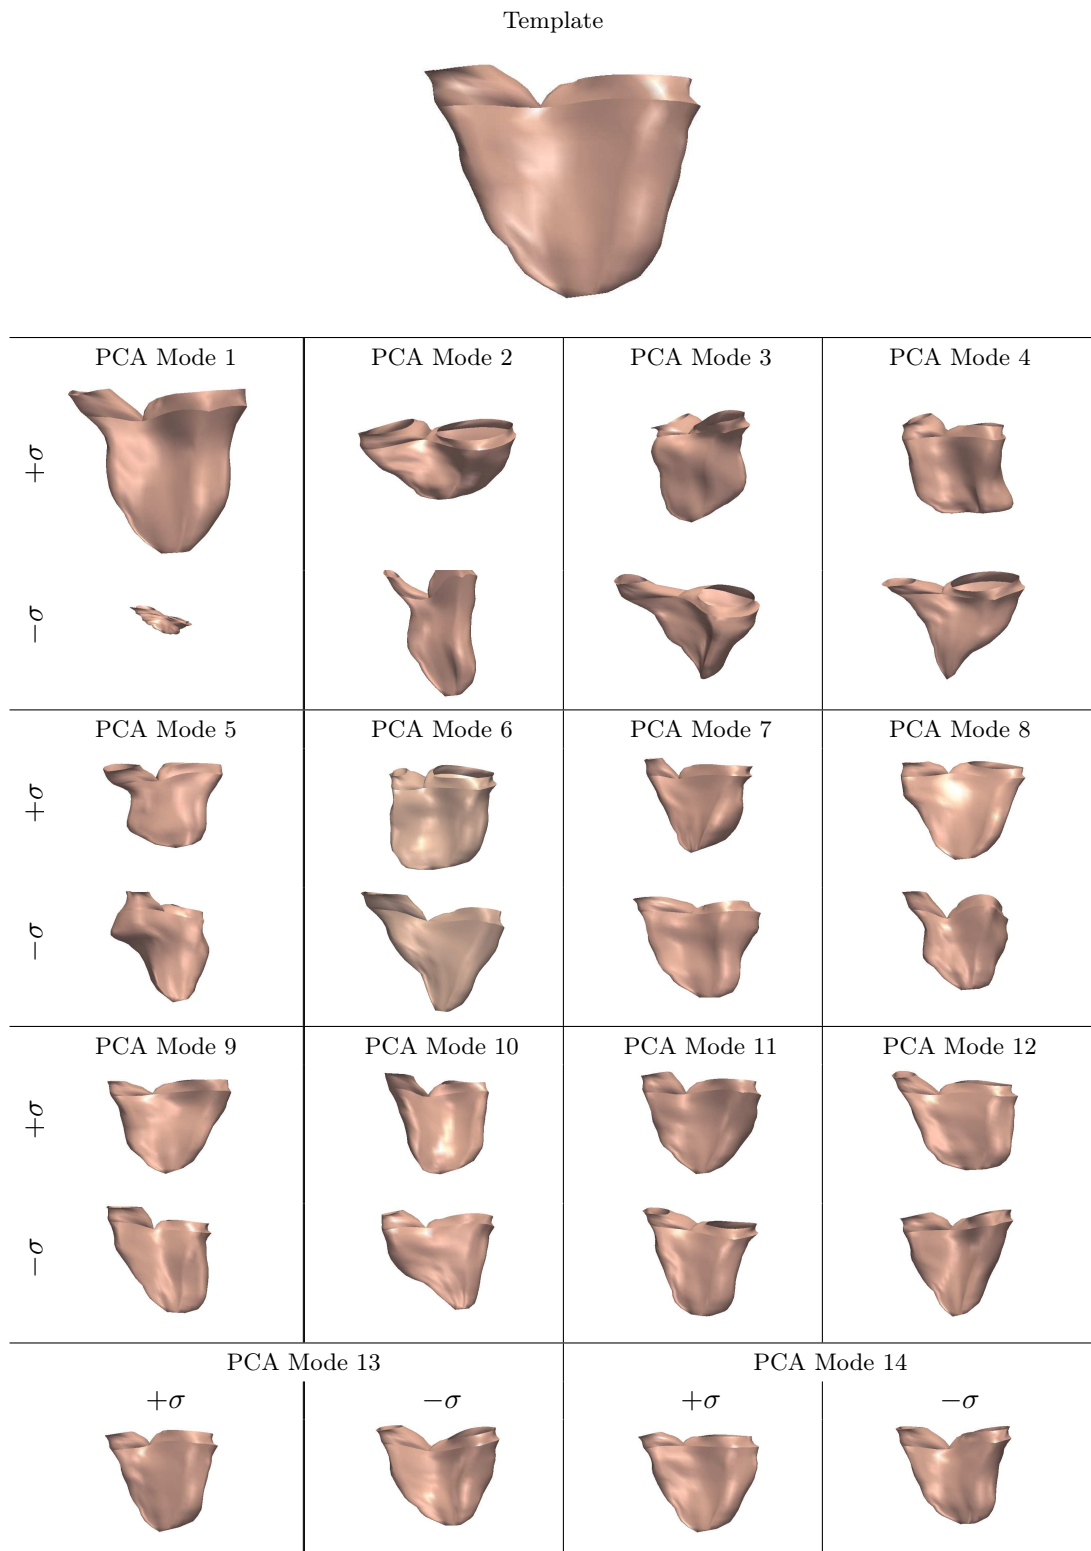 Template
PCA Mode 1 PCA Mode 2 PCA Mode 3 PCA Mode 4
+σ
−σ
PCA Mode 5 PCA Mode 6 PCA Mode 7 PCA Mode 8
+σ
−σ
PCA Mode 9 PCA Mode 10 PCA Mode 11 PCA Mode 12
+σ
−σ
PCA Mode 13 PCA Mode 14
+σ −σ +σ −σ